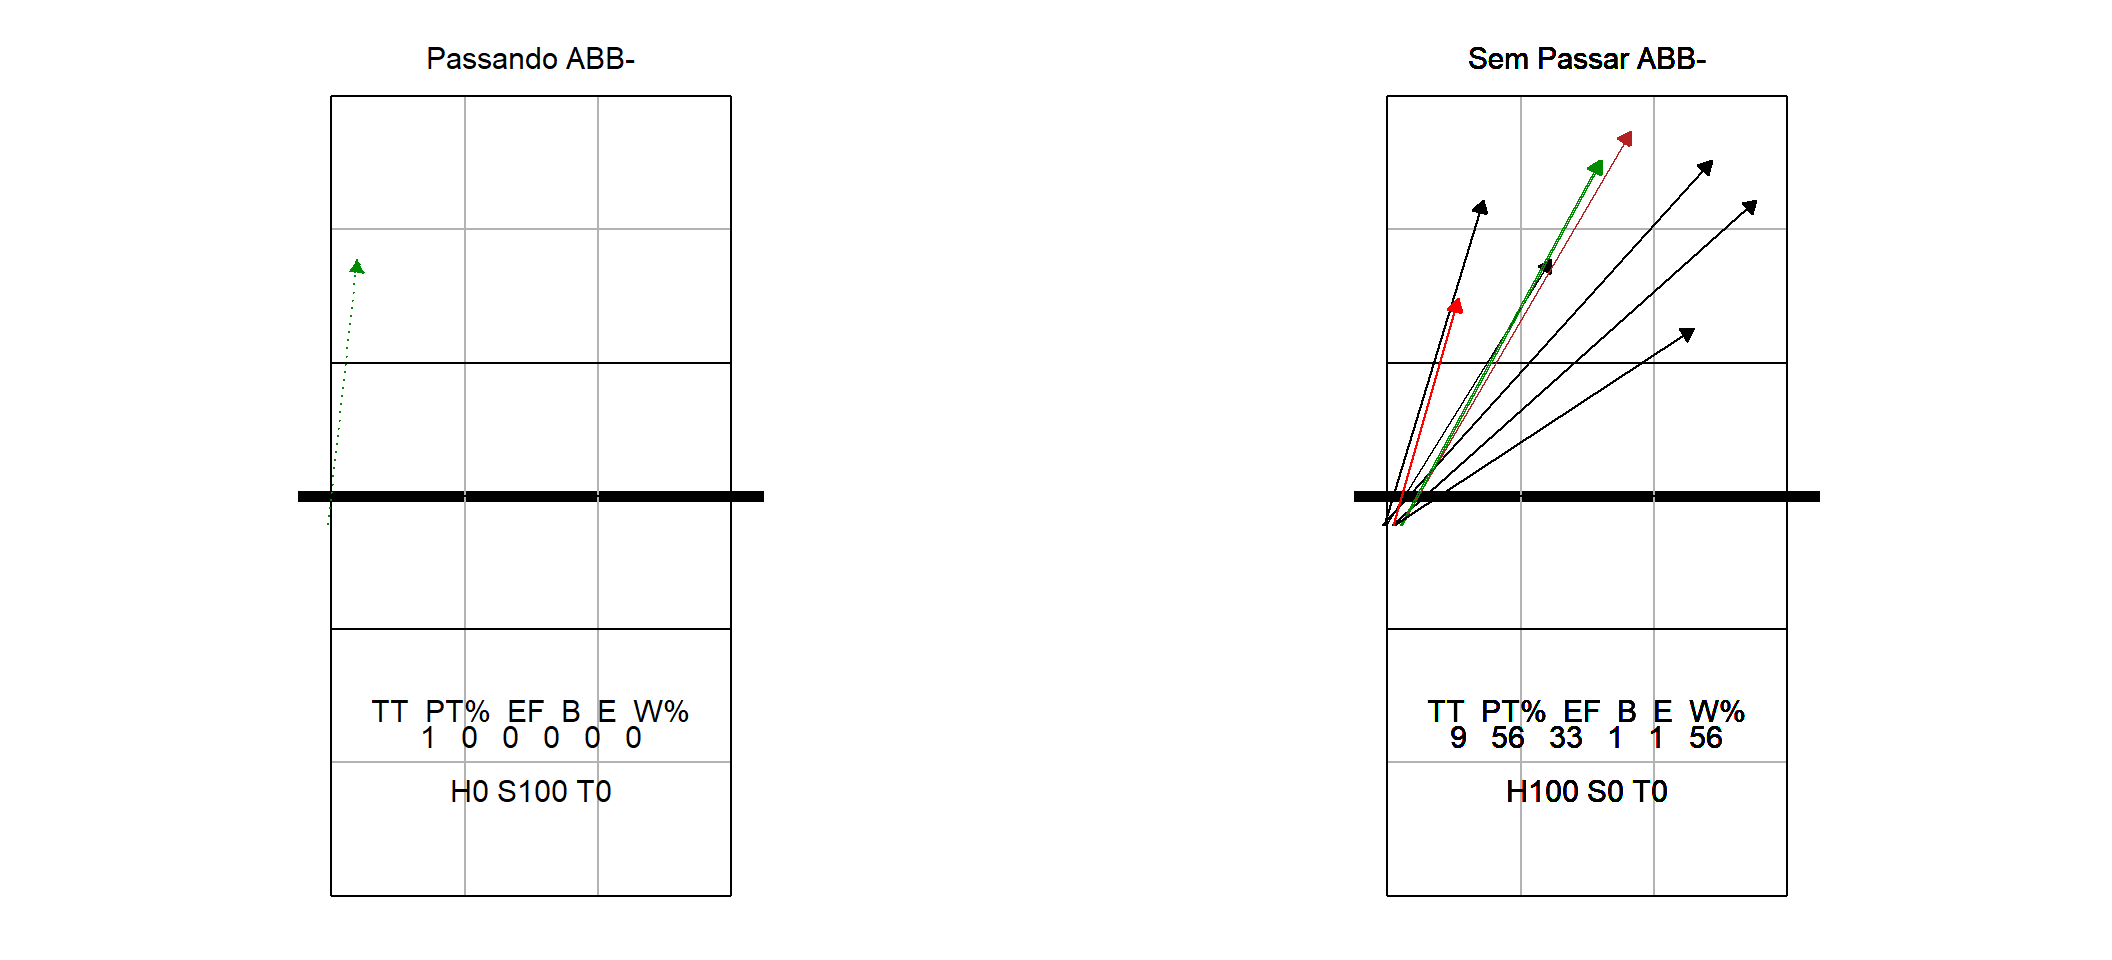 Passando ABB-
TT PT% EF B E W%
1 0 0 0 0 0
H0 S100 T0
Sem Passar ABB-
TT PT% EF B E W%
9 56 33 1 1 56
H100 S0 T0